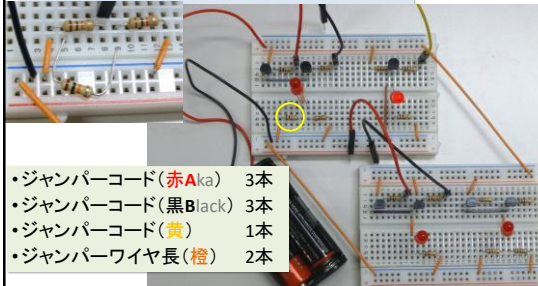 •ジャンパーコード(赤Aka) 3本
•ジャンパーコード(黒Black) 3本
•ジャンパーコード(黄) 1本
•ジャンパーワイヤ長(橙) 2本